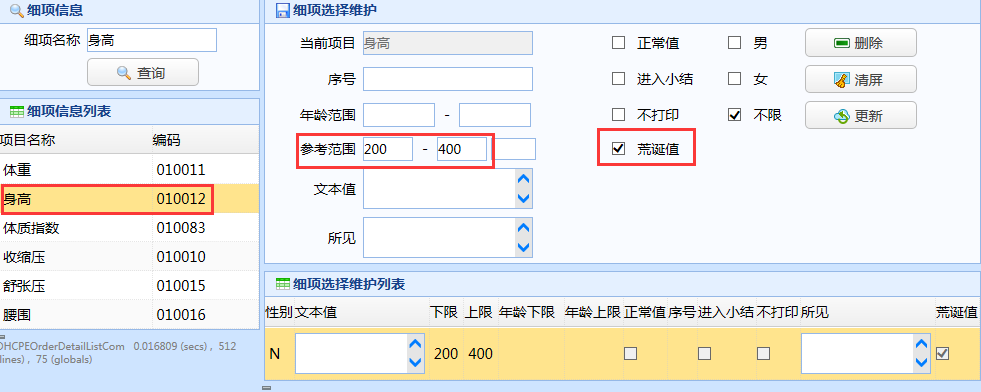 细项信息
细项名称 身高
查询
细项信息列表
项目名称 编码
体重 010011
身高 010012
体质指数 010083
收缩压 010010
舒张压 010015
腰围 010016
DHCPEOrderDetailListCom 0.016809 (secs) , 512
lines) , 75 (globals)
细项选择维护
当前项目 身高 正常值 男 删除
序号 进入小结 女 清屏
年龄范围 - 不打印 不限 更新
参考范围 200 - 400 荒诞值
文本值
所见
细项选择维护列表
性别 文本值 下限 上限 年龄下限 年龄上限 正常值 序号 进入小结 不打印 所见 荒诞值
N 200 400